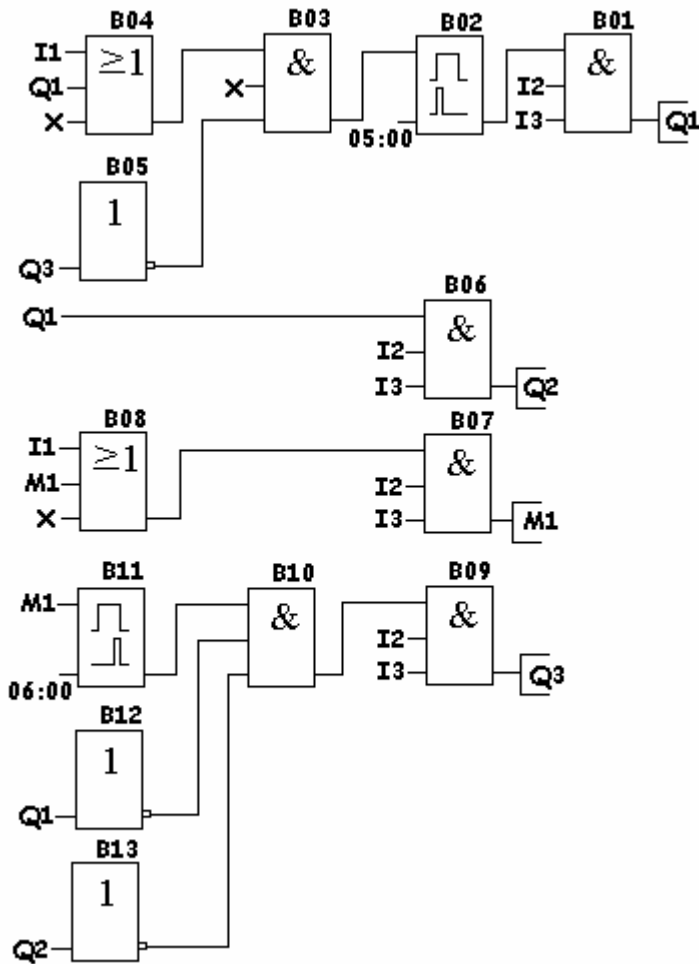 B04 B03 B02 B01
I1 ≥1 & &
Q1 X I2
X 05:00 I3 Q1
B05
1
Q3
B06
Q1 &
I2
I3 Q2
B08 B07
I1 ≥1 &
M1 I2
X I3 M1
B11 B10 B09
M1 & &
I2
06:00 I3 Q3
B12
1
Q1
B13
1
Q2